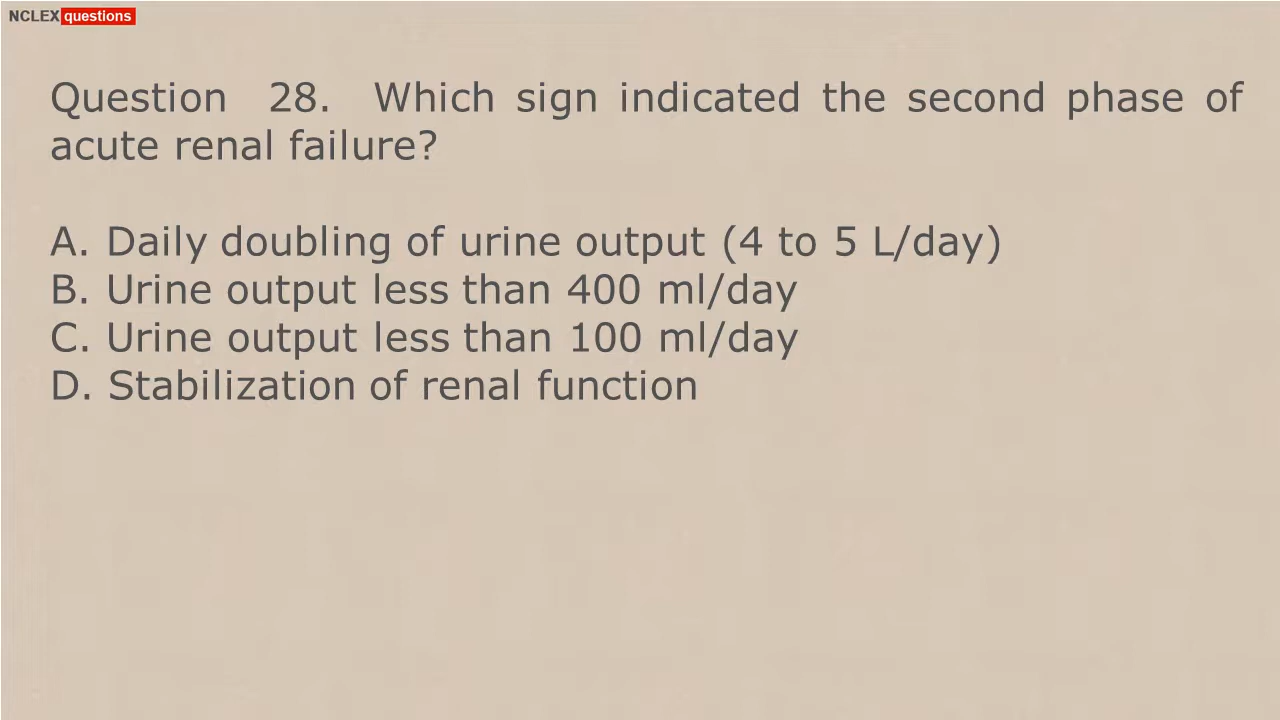 NCLEX questions
Question 28. Which sign indicated the second phase of
acute renal failure?
A. Daily doubling of urine output (4 to 5 L/day)
B. Urine output less than 400 ml/day
C. Urine output less than 100 ml/day
D. Stabilization of renal function